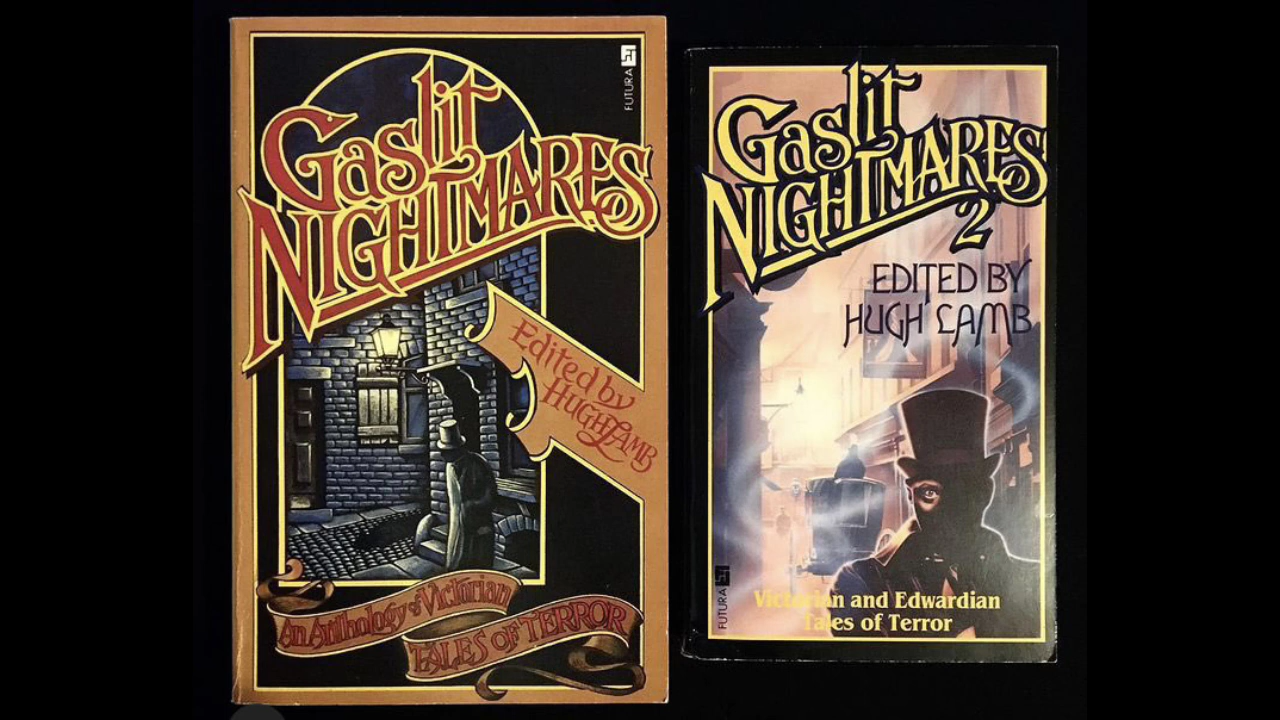 FUTURA
Gaslit
NIGHTMARES
Edited by
HUGH LAMB
An Anthology of Victorian
TALES OF TERROR
Gaslit
NIGHTMARES
2
EDITED BY
HUGH LAMB
FUTURA
Victorian and Edwardian
Tales of Terror